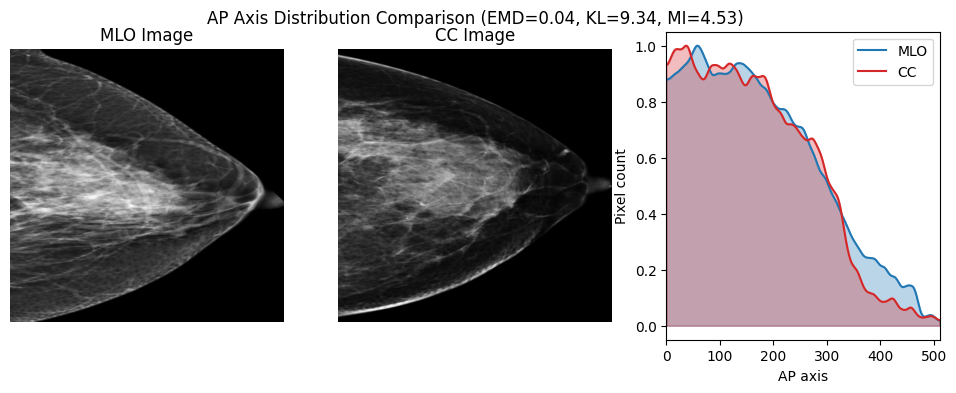 AP Axis Distribution Comparison (EMD=0.04, KL=9.34, MI=4.53)
MLO Image
CC Image
MLO
CC
Pixel count
1.0
0.8
0.6
0.4
0.2
0.0
0 100 200 300 400 500
AP axis